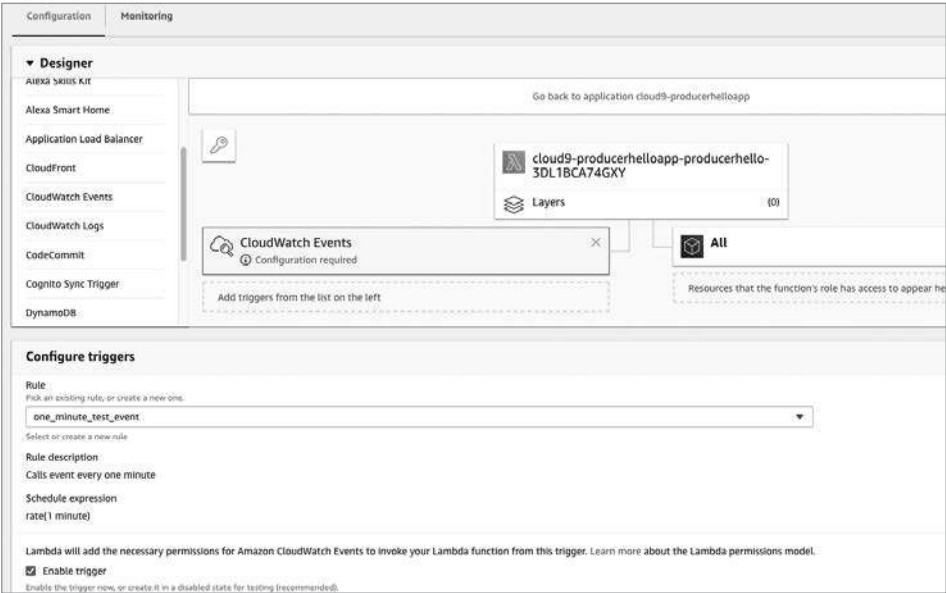 Configuration
Monitoring
Designer
Alexa Skills Kit
Alexa Smart Home
Application Load Balancer
CloudFront
CloudWatch Events
CloudWatch Logs
CodeCommit
Cognito Sync Trigger
DynamoDB
Go back to application cloud9-producerhelloapp
cloud9-producerhelloapp-producerhello-
3DL1BCA74GXY
Layers (0)
CloudWatch Events
Configuration required
Add triggers from the list on the left
All
Resources that the function's role has access to appear he
Configure triggers
Rule
Pick an existing rule, or create a new one.
one_minute_test_event
Select or create a new rule
Rule description
Calls event every one minute
Schedule expression
rate(1 minute)
Lambda will add the necessary permissions for Amazon CloudWatch Events to invoke your Lambda function from this trigger. Learn more about the Lambda permissions model.
Enable trigger
Enable the trigger now, or create it in a disabled state for testing (recommended).